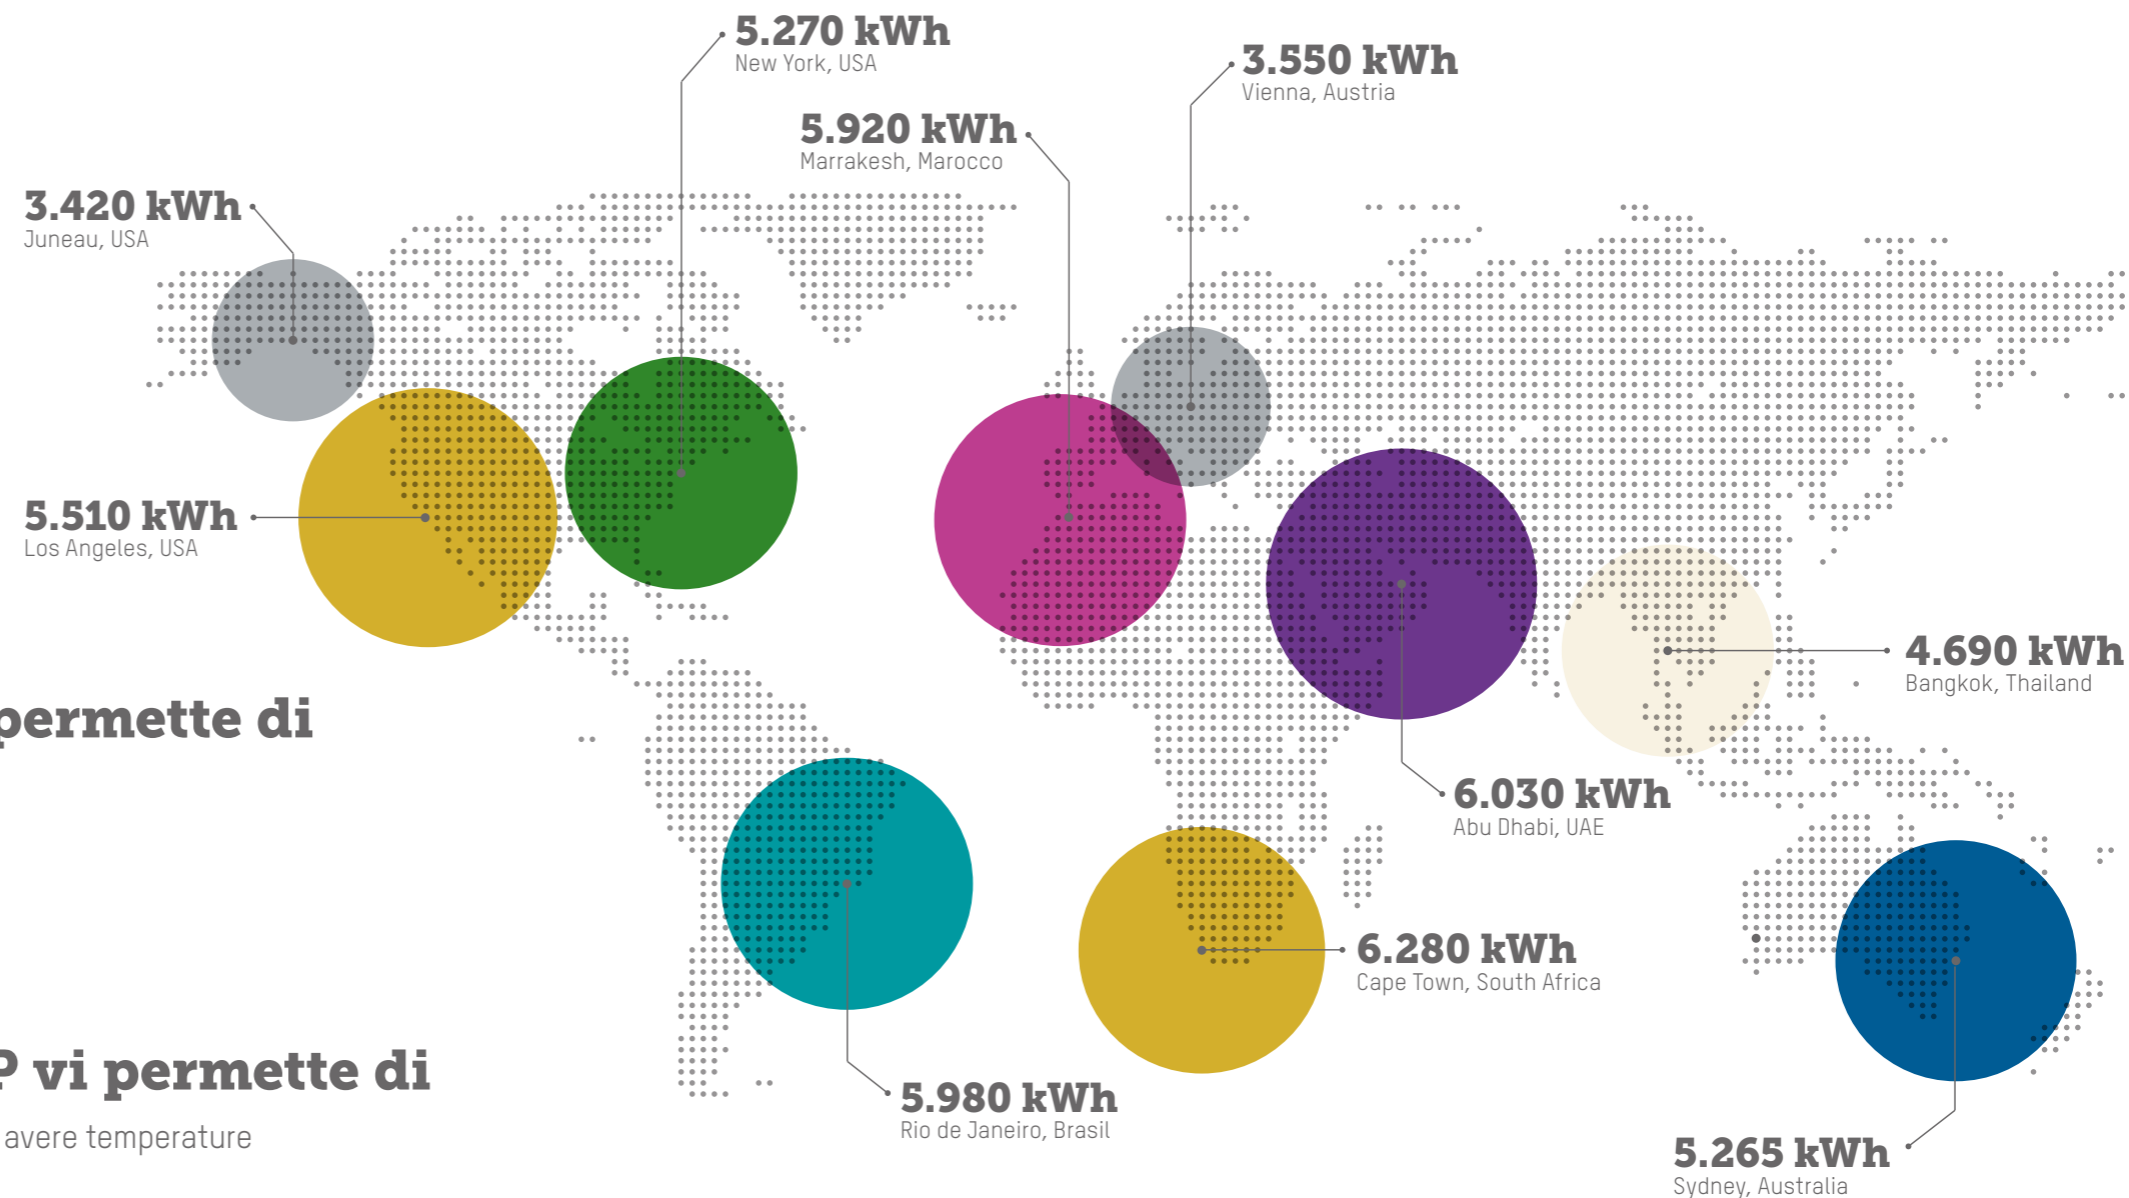 5.270 kWh
New York, USA
3.550 kWh
Vienna, Austria
5.920 kWh
Marrakesh, Marocco
3.420 kWh
Juneau, USA
5.510 kWh
Los Angeles, USA
4.690 kWh
Bangkok, Thailand
permette di
6.030 kWh
Abu Dhabi, UAE
6.280 kWh
Cape Town, South Africa
P vi permette di
avere temperature
5.980 kWh
Rio de Janeiro, Brasil
5.265 kWh
Sydney, Australia